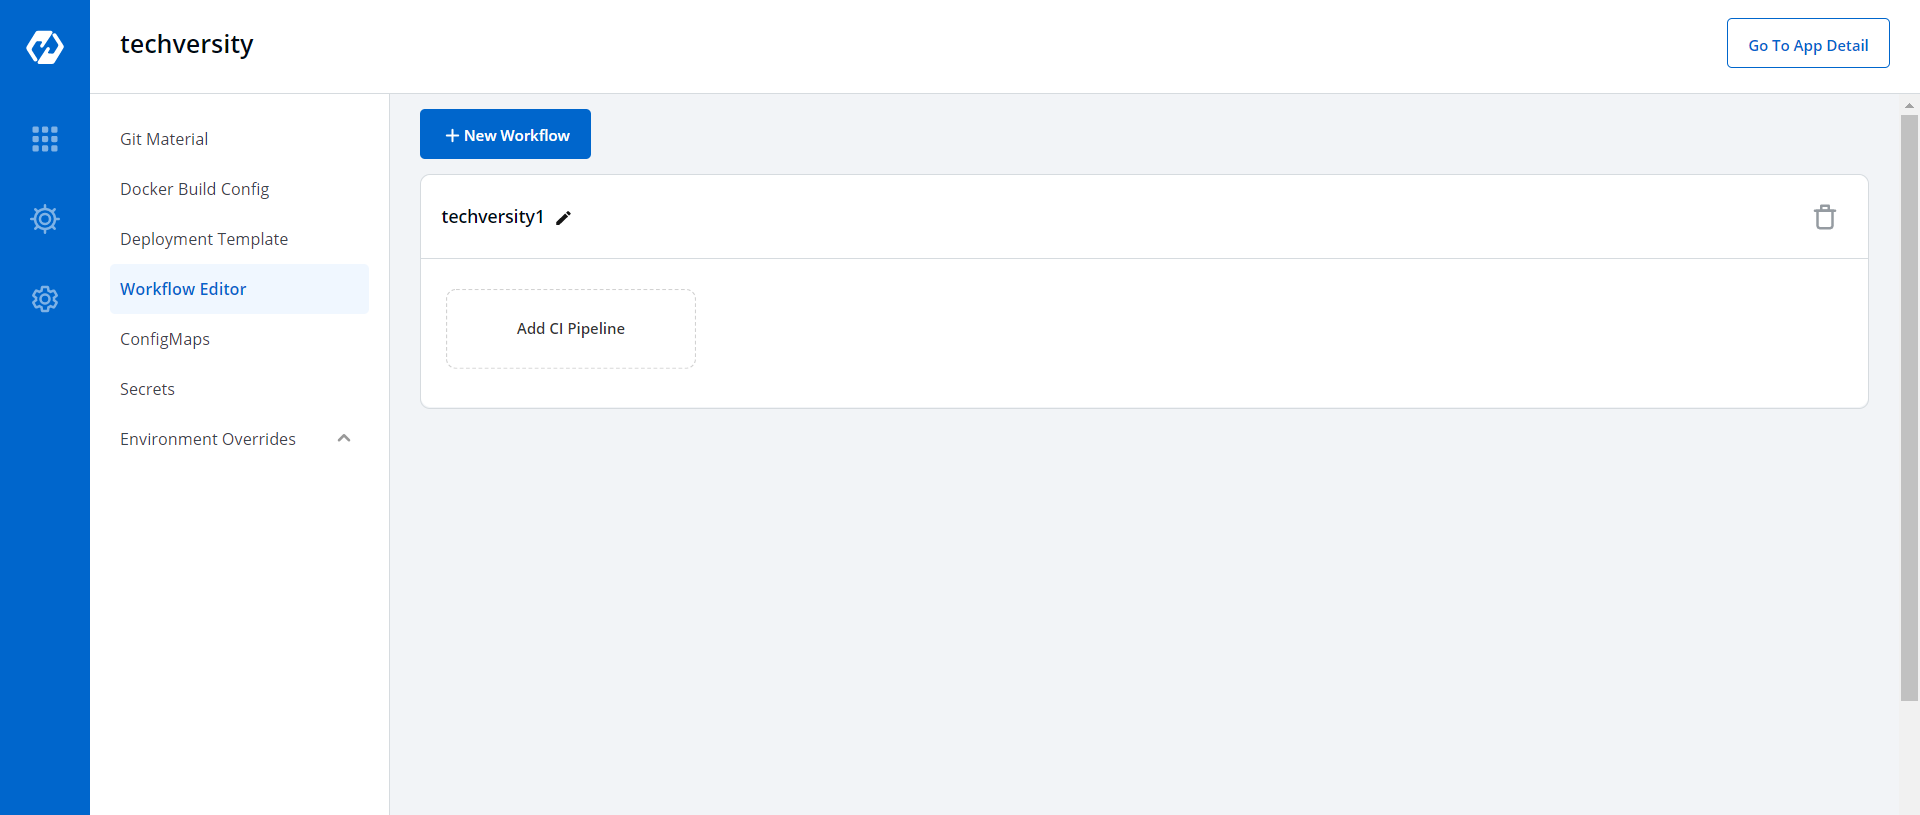 techversity
Go To App Detail
Git Material
Docker Build Config
Deployment Template
Workflow Editor
ConfigMaps
Secrets
Environment Overrides
+ New Workflow
techversity1
Add CI Pipeline